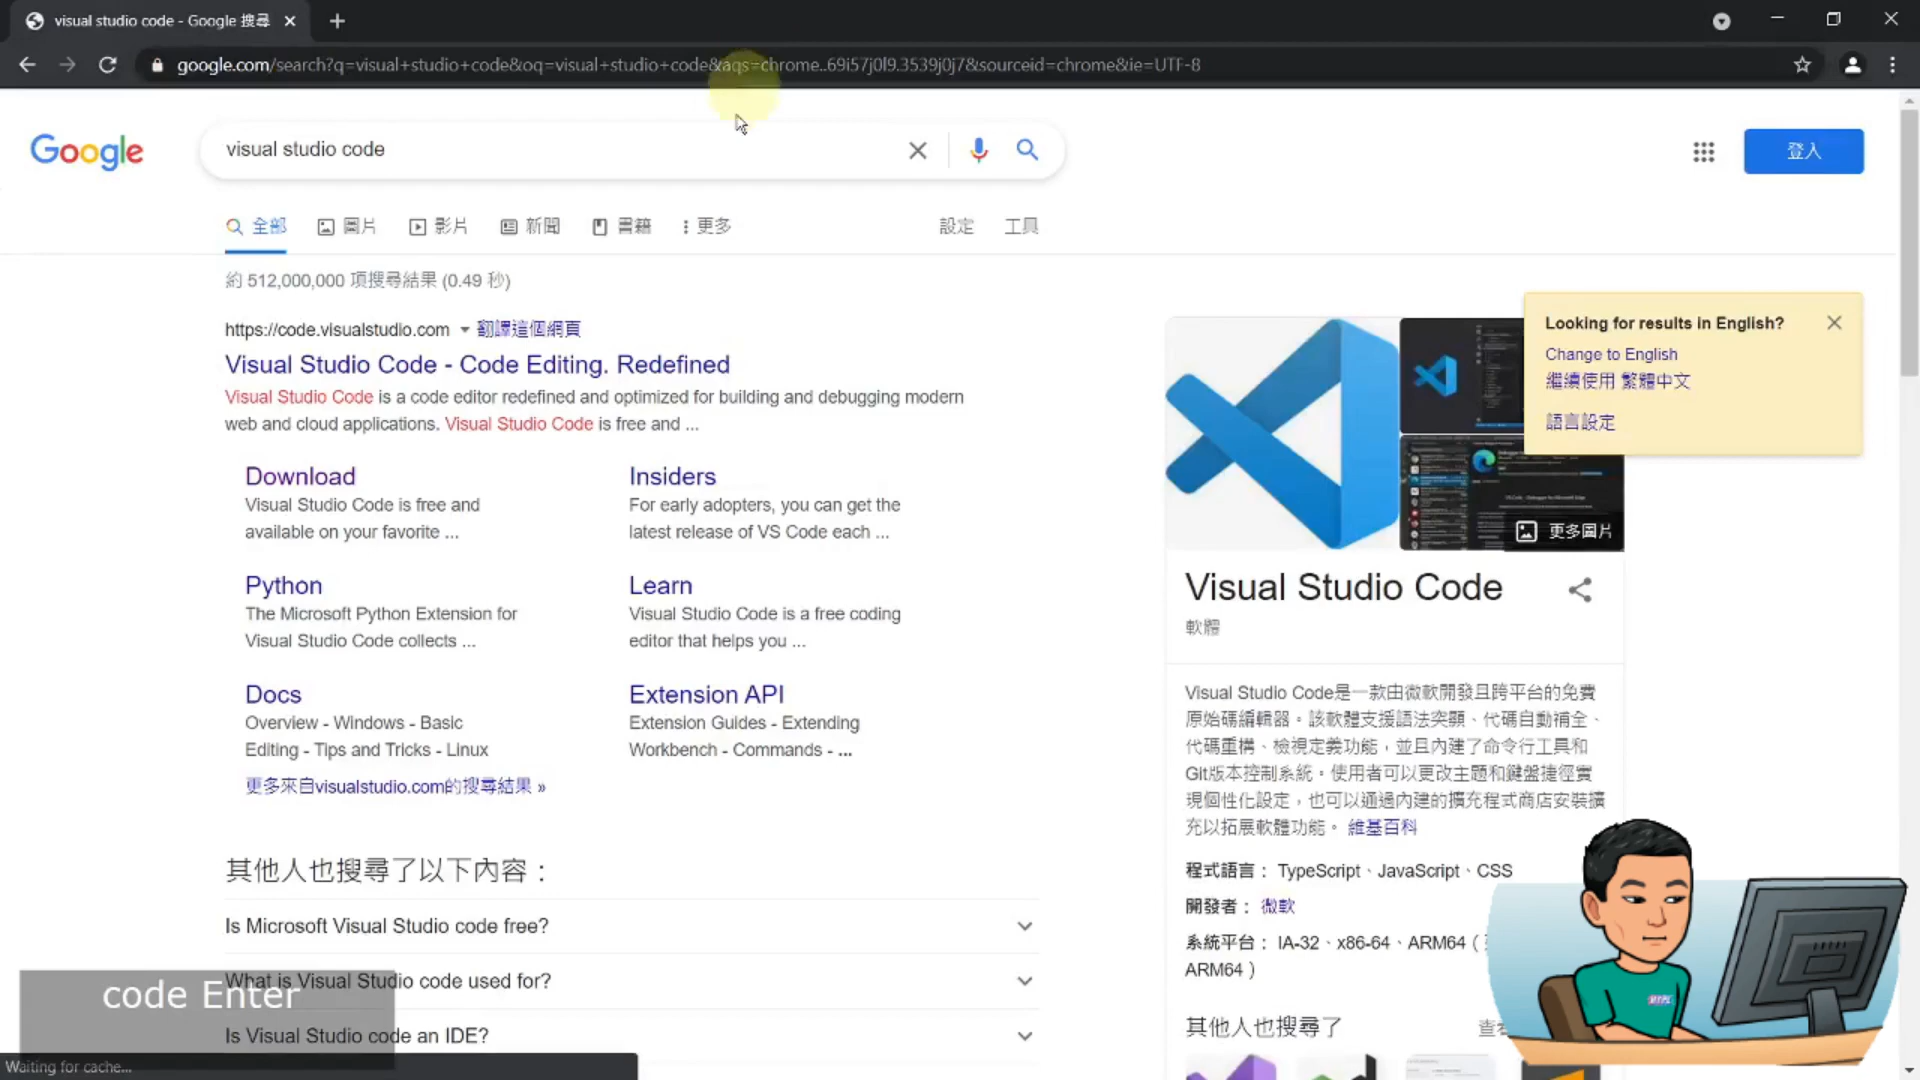 visual studio code - Google 搜尋
google.com/search?q=visual+studio+code&oq=visual+studio+code&aqs=chrome..69i57j0l9.3539j0j7&sourceid=chrome&ie=UTF-8
Google
visual studio code
登入
全部
圖片
影片
新聞
書籍
更多
設定
工具
約 512,000,000 項搜尋結果 (0.49 秒)
https://code.visualstudio.com
翻譯這個網頁
Visual Studio Code - Code Editing. Redefined
Visual Studio Code is a code editor redefined and optimized for building and debugging modern
web and cloud applications. Visual Studio Code is free and ...
Download
Visual Studio Code is free and
available on your favorite ...
Insiders
For early adopters, you can get the
latest release of VS Code each ...
Python
The Microsoft Python Extension for
Visual Studio Code collects ...
Learn
Visual Studio Code is a free coding
editor that helps you ...
Docs
Overview - Windows - Basic
Editing - Tips and Tricks - Linux
Extension API
Extension Guides - Extending
Workbench - Commands - ...
更多來自visualstudio.com的搜尋結果 »
其他人也搜尋了以下內容：
Is Microsoft Visual Studio code free?
What is Visual Studio code used for?
Is Visual Studio code an IDE?
code Enter
Waiting for cache...
Looking for results in English?
Change to English
繼續使用 繁體中文
語言設定
更多圖片
Visual Studio Code
軟體
Visual Studio Code是一款由微軟開發且跨平台的免費
原始碼編輯器。該軟體支援語法突顯、代碼自動補全、
代碼重構、檢視定義功能，並且內建了命令行工具和
Git版本控制系統。使用者可以更改主題和鍵盤捷徑實
現個性化設定，也可以通過內建的擴充程式商店安裝擴
充以拓展軟體功能。 維基百科
程式語言： TypeScript、JavaScript、CSS
開發者： 微軟
系統平台： IA-32、x86-64、ARM64（
ARM64）
其他人也搜尋了
查